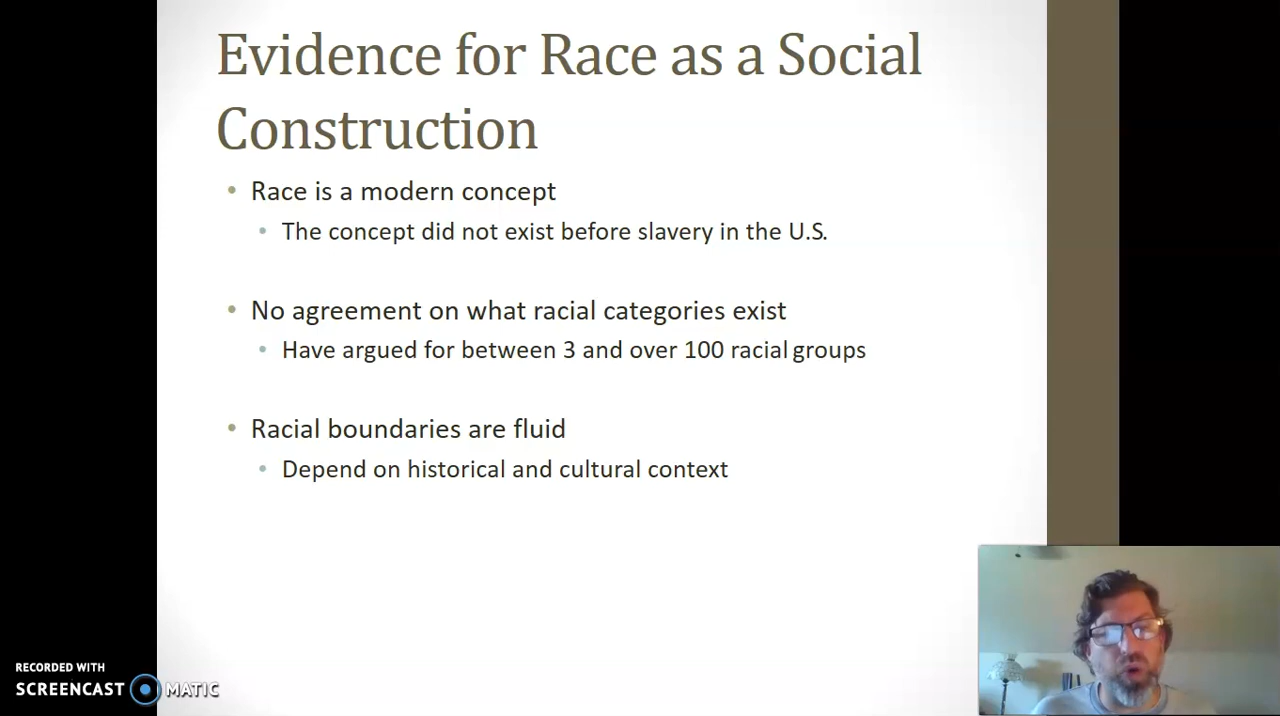 Evidence for Race as a Social
Construction
• Race is a modern concept
• The concept did not exist before slavery in the U.S.
• No agreement on what racial categories exist
• Have argued for between 3 and over 100 racial groups
• Racial boundaries are fluid
• Depend on historical and cultural context
RECORDED WITH
SCREENCAST MATIC